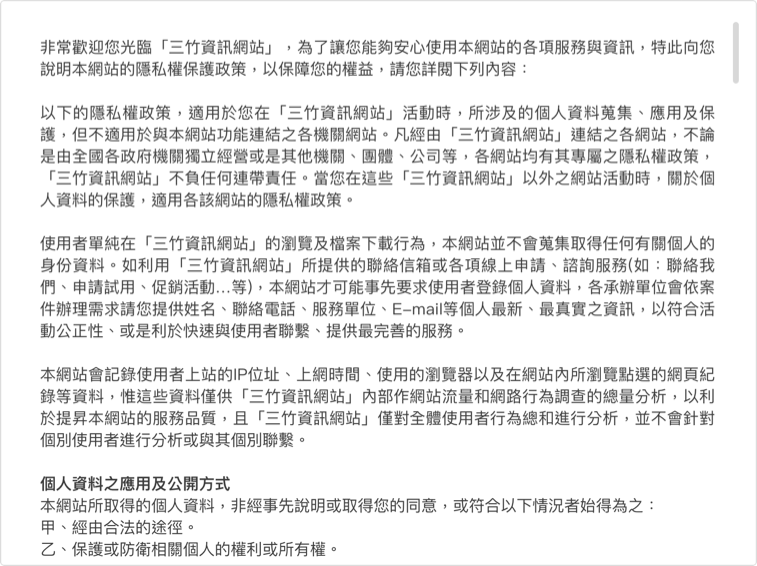 非常歡迎您光臨「三竹資訊網站」，為了讓您能夠安心使用本網站的各項服務與資訊，特此向您
說明本網站的隱私權保護政策，以保障您的權益，請您詳閱下列內容：
以下的隱私權政策，適用於您在「三竹資訊網站」活動時，所涉及的個人資料蒐集、應用及保
護，但不適用於與本網站功能連結之各機關網站。凡經由「三竹資訊網站」連結之各網站，不論
是由全國各政府機關獨立經營或是其他機關、團體、公司等，各網站均有其專屬之隱私權政策，
「三竹資訊網站」不負任何連帶責任。當您在這些「三竹資訊網站」以外之網站活動時，關於個
人資料的保護，適用各該網站的隱私權政策。
使用者單純在「三竹資訊網站」的瀏覽及檔案下載行為，本網站並不會蒐集取得任何有關個人的
身份資料。如利用「三竹資訊網站」所提供的聯絡信箱或各項線上申請、諮詢服務(如：聯絡我
們、申請試用、促銷活動...等)，本網站才可能事先要求使用者登錄個人資料，各承辦單位會依案
件辦理需求請您提供姓名、聯絡電話、服務單位、E-mail等個人最新、最真實之資訊，以符合活
動公正性、或是利於快速與使用者聯繫、提供最完善的服務。
本網站會記錄使用者上站的IP位址、上網時間、使用的瀏覽器以及在網站內所瀏覽點選的網頁紀
錄等資料，惟這些資料僅供「三竹資訊網站」內部作網站流量和網路行為調查的總量分析，以利
於提昇本網站的服務品質，且「三竹資訊網站」僅對全體使用者行為總和進行分析，並不會針對
個別使用者進行分析或與其個別聯繫。
個人資料之應用及公開方式
本網站所取得的個人資料，非經事先說明或取得您的同意，或符合以下情況者始得為之：
甲、經由合法的途徑。
乙、保護或防衛相關個人的權利或所有權。